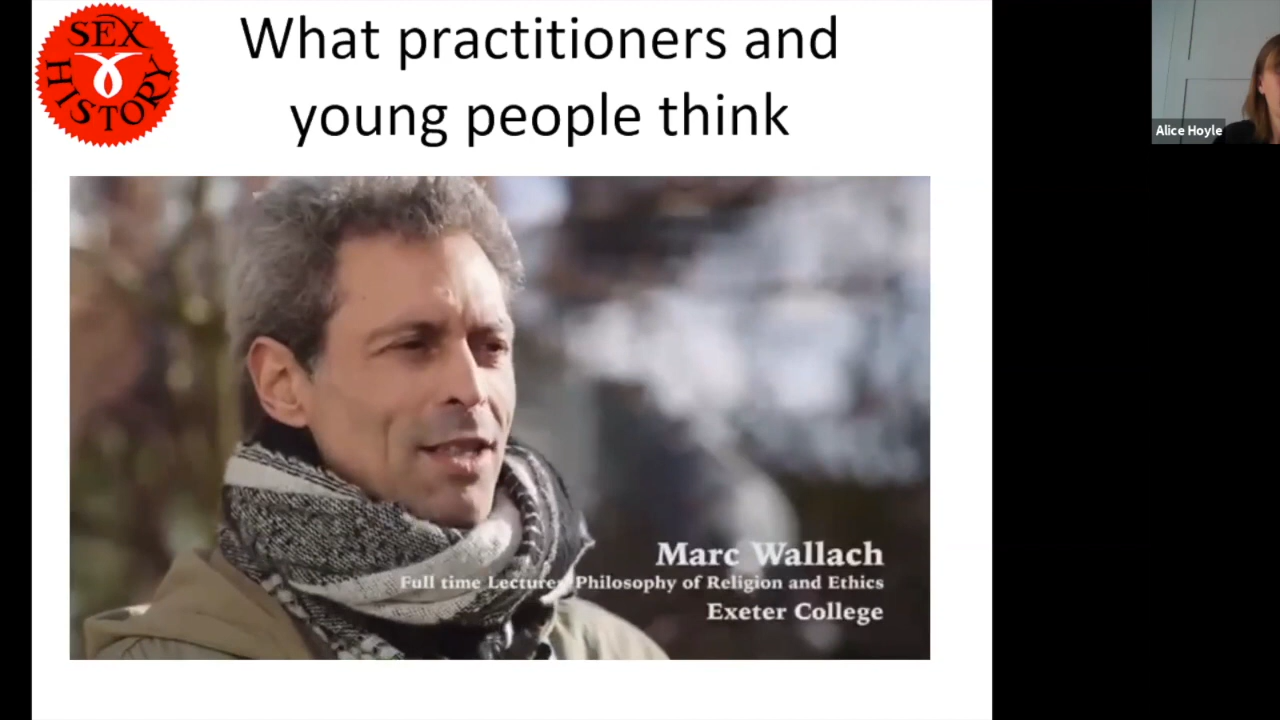 SEX
HISTORY
What practitioners and
young people think
Alice Hoyle
Marc Wallach
Full time Lecturer Philosophy of Religion and Ethics
Exeter College